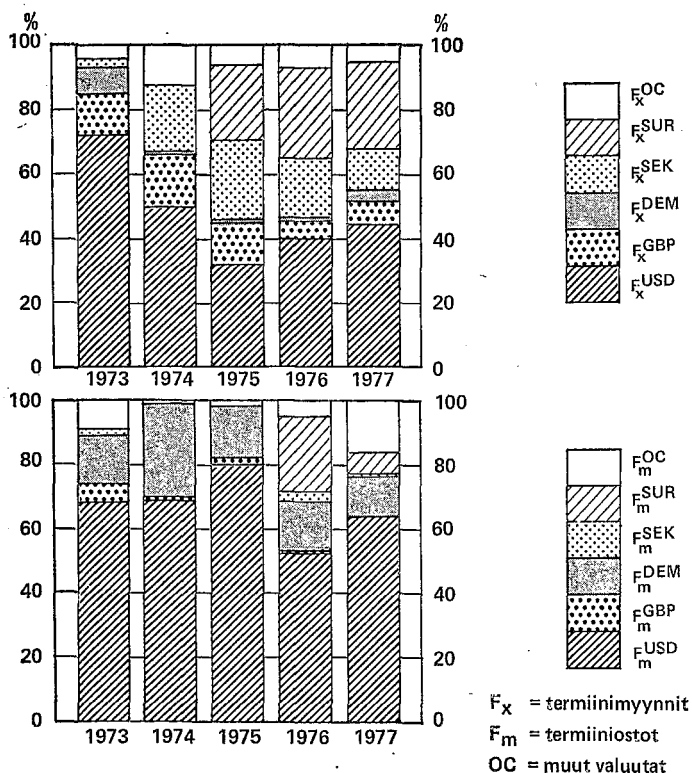 % %
100 100
80 80
60 60
40 40
20 20
0 0
1973 1974 1975 1976 1977
F_x^OC
F_x^SUR
F_x^SEK
F_x^DEM
F_x^GBP
F_x^USD
100 100
80 80
60 60
40 40
20 20
0 0
1973 1974 1975 1976 1977
F_m^OC
F_m^SUR
F_m^SEK
F_m^DEM
F_m^GBP
F_m^USD
F_x = termiinimyynnit
F_m = termiiniostot
OC = muut valuutat